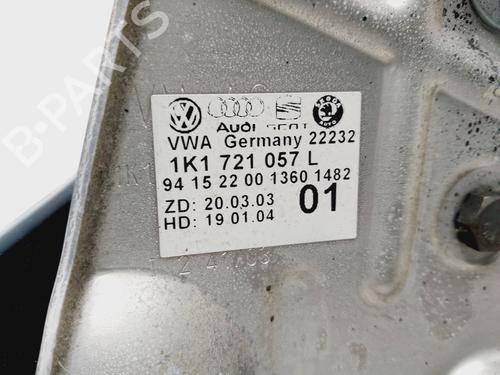 B-PARTS
Audi SEAT
VWA Germany 22232
1K1 721 057 L
94 15 22 00 1360 1482
ZD: 20.03.03
HD: 19 01.04
01